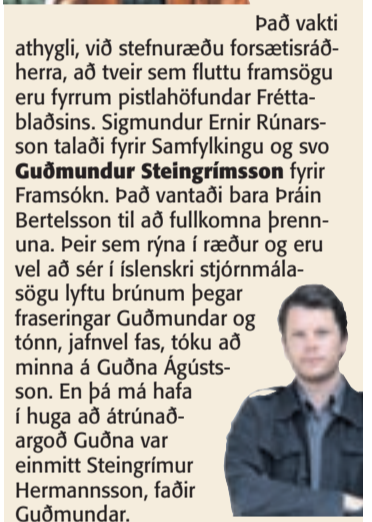 Það vakti
athygli, við stefnuræðu forsætisráð-
herra, að tveir sem fluttu framsögu
eru fyrrum pistlahöfundar Frétta-
blaðsins. Sigmundur Ernir Rúnars-
son talaði fyrir Samfylkingu og svo
Guðmundur Steingrímsson fyrir
Framsókn. Það vantaði bara Þráin
Bertelsson til að fullkomna þrenn-
una. Þeir sem rýna í ræður og eru
vel að sér í íslenskri stjórnmála-
sögu lyftu brúnum þegar
fraseringar Guðmundar og
tónn, jafnvel fas, tóku að
minna á Guðna Ágústs-
son. En þá má hafa
í huga að átrúnað-
argoð Guðna var
einmitt Steingrímur
Hermannsson, faðir
Guðmundar.